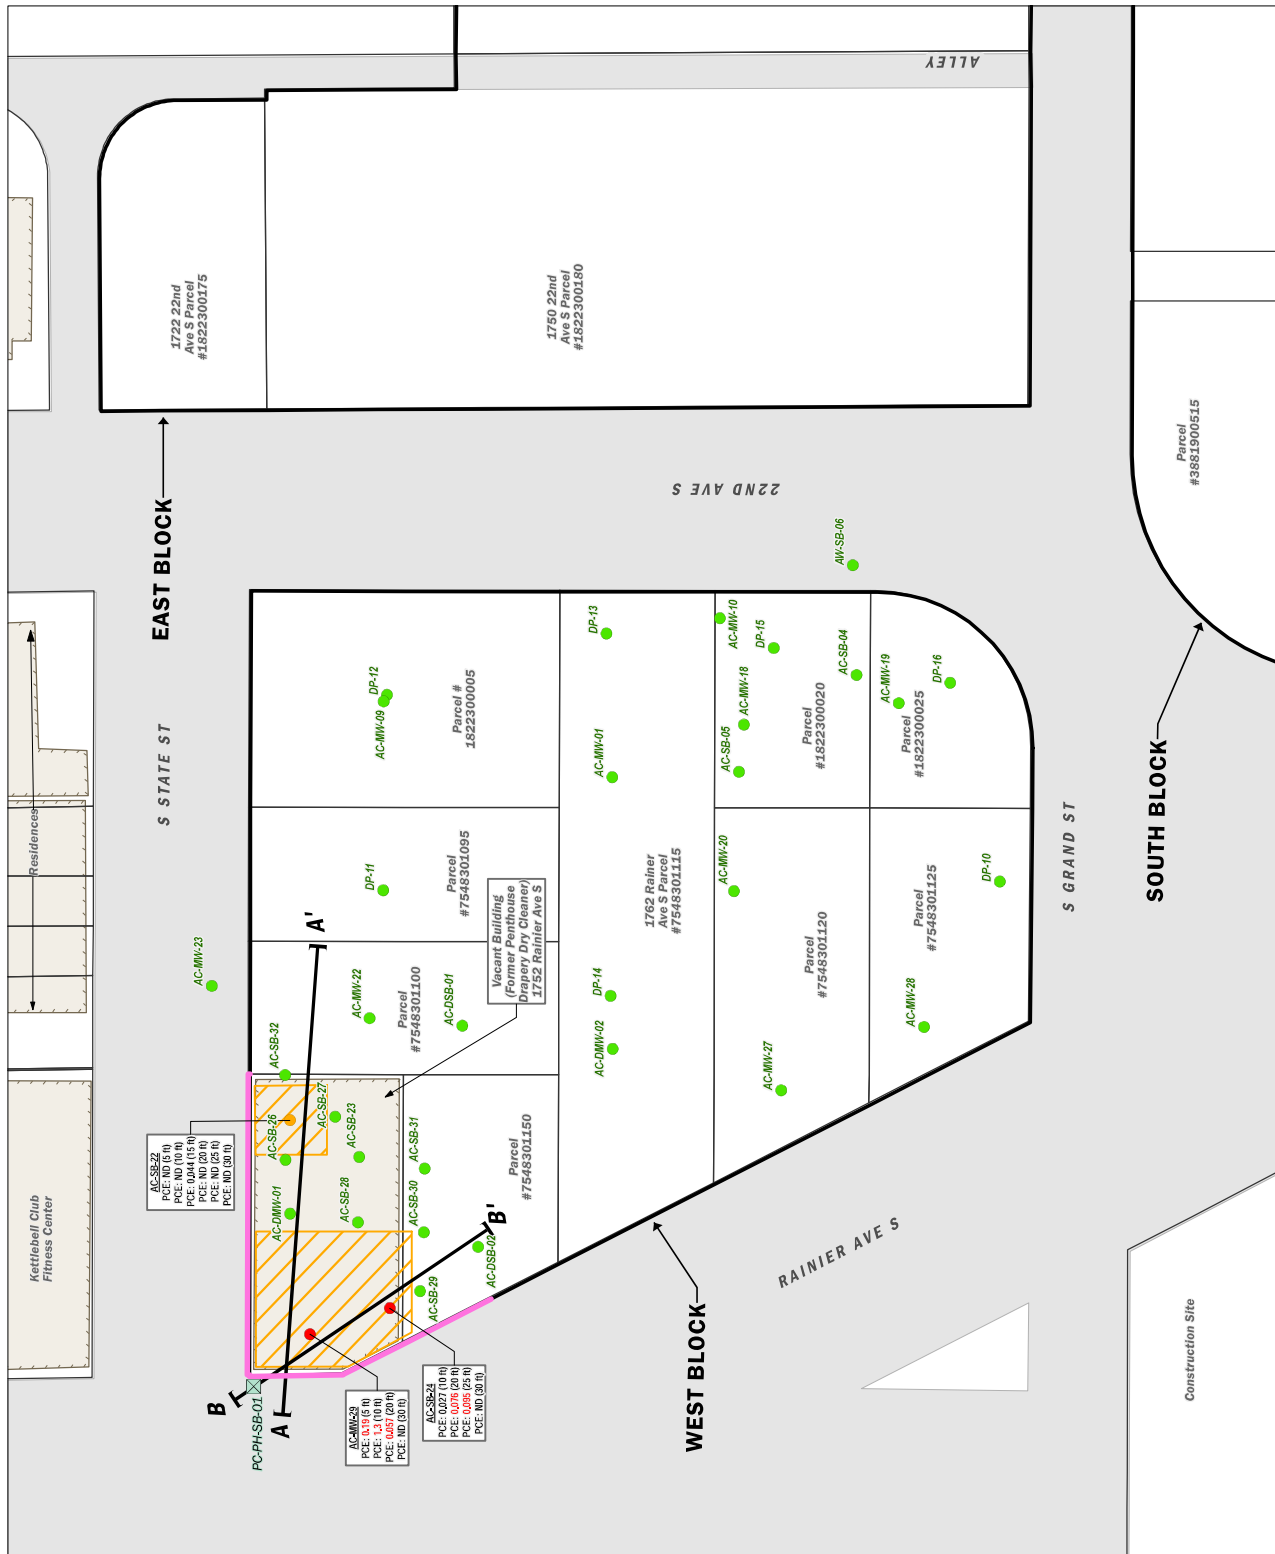 ALLEY
1722 22nd
Ave S Parcel
#1822300175
1750 22nd
Ave S Parcel
#1822300180
Parcel
#3881900515
EAST BLOCK
22ND AVE S
AW-SB-06
SOUTH BLOCK
S STATE ST
S GRAND ST
Residences
DP-12
AC-MW-09
Parcel #
1822300005
DP-13
AC-MW-01
AC-MW-10
DP-15
AC-MW-18
AC-SB-05
AC-SB-04
Parcel
#1822300020
AC-MW-19
DP-16
Parcel
#1822300025
DP-11
Parcel
#7548301095
1762 Rainer
Ave S Parcel
#7548301115
AC-MW-20
Parcel
#7548301120
Parcel
#7548301125
DP-10
AC-MW-28
AC-MW-27
AC-MW-23
A'
Vacant Building
(Former Penthouse
Drapery Dry Cleaner)
1752 Rainier Ave S
AC-MW-22
AC-DSB-01
Parcel
#7548301100
DP-14
AC-DMW-02
AC-SB-32
AC-SB-27
AC-SB-26
AC-SB-23
AC-SB-31
AC-DMW-01
AC-SB-28
AC-SB-30
Parcel
#7548301150
AC-SB-22
PCE: ND (5 ft)
PCE: ND (10 ft)
PCE: 0.044 (15 ft)
PCE: ND (20 ft)
PCE: ND (25 ft)
PCE: ND (30 ft)
B'
AC-DSB-02
AC-SB-29
Kettlebell Club
Fitness Center
RAINIER AVE S
WEST BLOCK
B
A
PC-PH-SB-01
AC-MW-29
PCE: 0.19 (5 ft)
PCE: 1.3 (10 ft)
PCE: 0.057 (20 ft)
PCE: ND (30 ft)
AC-SB-24
PCE: 0.027 (10 ft)
PCE: 0.076 (20 ft)
PCE: 0.095 (25 ft)
PCE: ND (30 ft)
Construction Site